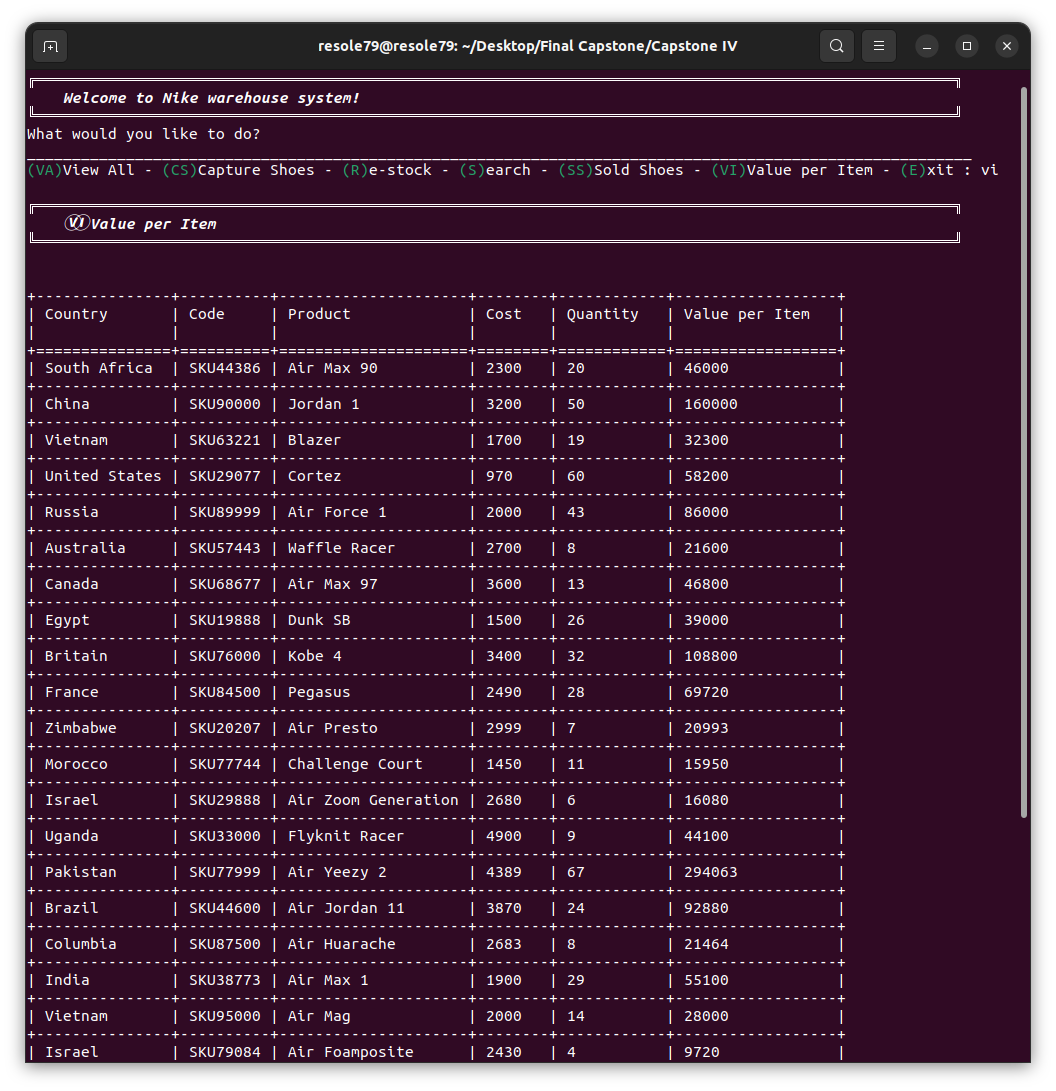 resole79@resole79: ~/Desktop/Final Capstone/Capstone IV
Welcome to Nike warehouse system!
What would you like to do?
(VA)View All - (CS)Capture Shoes - (R)e-stock - (S)earch - (SS)Sold Shoes - (VI)Value per Item - (E)xit : vi
(VI)Value per Item
| Country | Code | Product | Cost | Quantity | Value per Item |
| South Africa | SKU44386 | Air Max 90 | 2300 | 20 | 46000 |
| China | SKU90000 | Jordan 1 | 3200 | 50 | 160000 |
| Vietnam | SKU63221 | Blazer | 1700 | 19 | 32300 |
| United States | SKU29077 | Cortez | 970 | 60 | 58200 |
| Russia | SKU89999 | Air Force 1 | 2000 | 43 | 86000 |
| Australia | SKU57443 | Waffle Racer | 2700 | 8 | 21600 |
| Canada | SKU68677 | Air Max 97 | 3600 | 13 | 46800 |
| Egypt | SKU19888 | Dunk SB | 1500 | 26 | 39000 |
| Britain | SKU76000 | Kobe 4 | 3400 | 32 | 108800 |
| France | SKU84500 | Pegasus | 2490 | 28 | 69720 |
| Zimbabwe | SKU20207 | Air Presto | 2999 | 7 | 20993 |
| Morocco | SKU77744 | Challenge Court | 1450 | 11 | 15950 |
| Israel | SKU29888 | Air Zoom Generation | 2680 | 6 | 16080 |
| Uganda | SKU33000 | Flyknit Racer | 4900 | 9 | 44100 |
| Pakistan | SKU77999 | Air Yeezy 2 | 4389 | 67 | 294063 |
| Brazil | SKU44600 | Air Jordan 11 | 3870 | 24 | 92880 |
| Columbia | SKU87500 | Air Huarache | 2683 | 8 | 21464 |
| India | SKU38773 | Air Max 1 | 1900 | 29 | 55100 |
| Vietnam | SKU95000 | Air Mag | 2000 | 14 | 28000 |
| Israel | SKU79084 | Air Foamposite | 2430 | 4 | 9720 |